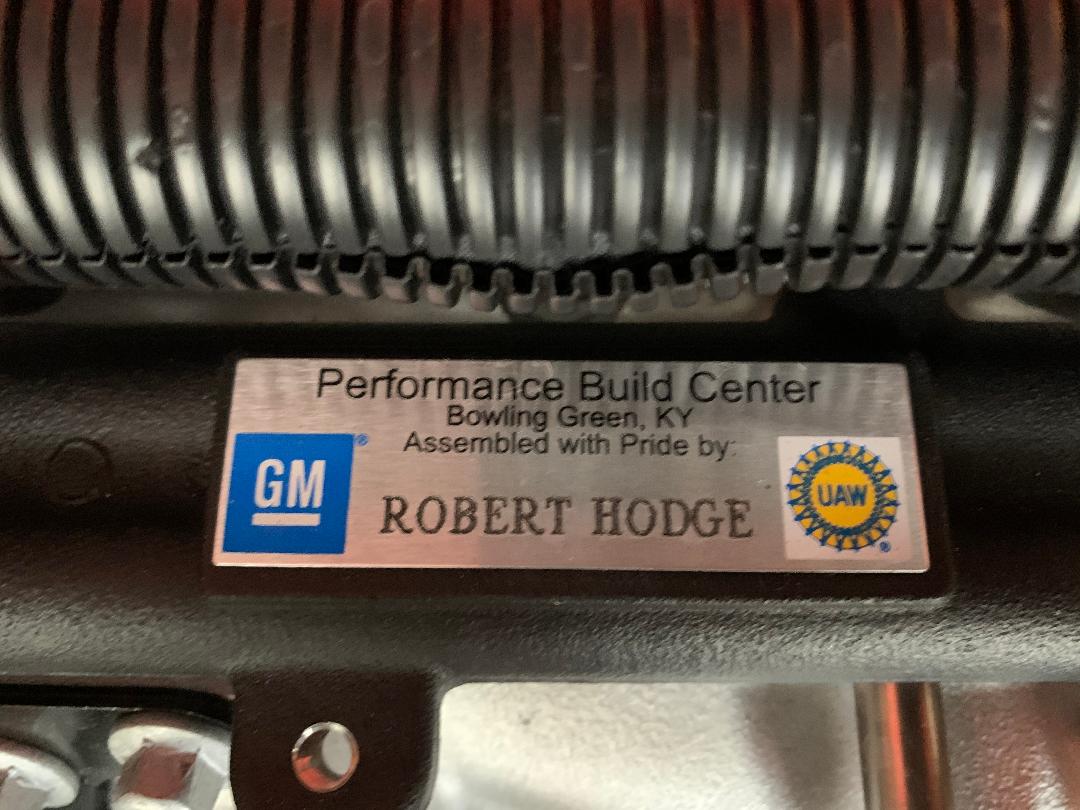 Performance Build Center
Bowling Green, KY
Assembled with Pride by:
GM®
ROBERT HODGE
UAW
®